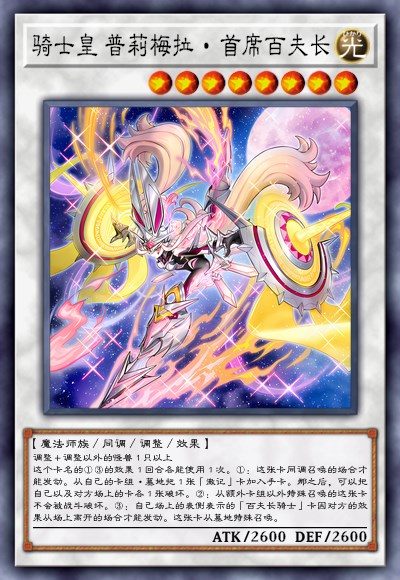 骑士皇 普莉梅拉·首席百夫长
光
【魔法师族／同调／调整／效果】
调整＋调整以外的怪兽1只以上
这个卡名的①③的效果1回合各能使用1次。①：这张卡同调召唤的场合才
能发动。从自己的卡组·墓地把1张「激记」卡加入手卡。那之后，可以把
自己以及对方场上的卡各1张破坏。②：从额外卡组以外特殊召唤的这张卡
不会被战斗破坏。③：自己场上的表侧表示的「百夫长骑士」卡因对方的效
果从场上离开的场合才能发动。这张卡从墓地特殊召唤。
ATK/2600 DEF/2600